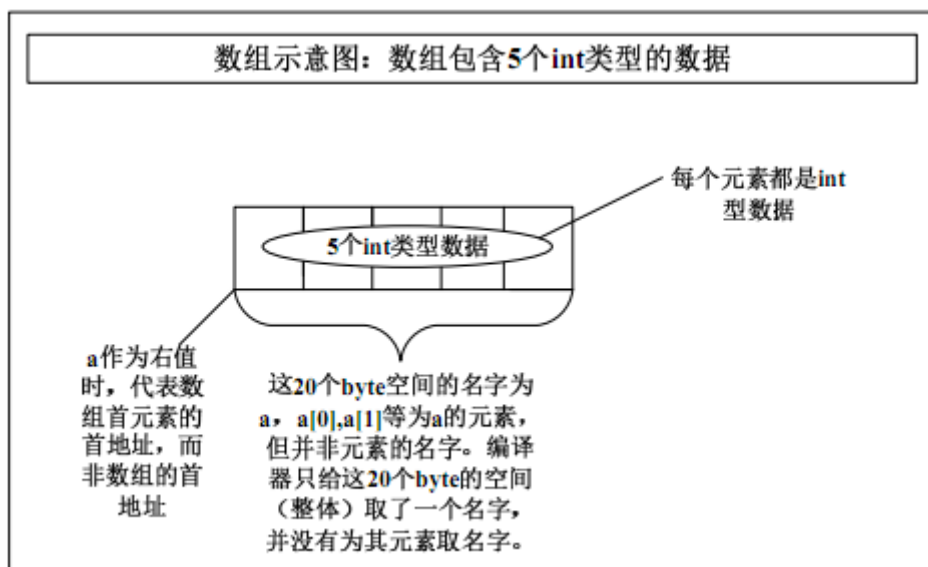 数组示意图：数组包含5个int类型的数据
每个元素都是int
型数据
5个int类型数据
a作为右值
时，代表数
组首元素的
首地址，而
非数组的首
地址
这20个byte空间的名字为
a，a[0],a[1]等为a的元素，
但并非元素的名字。编译
器只给这20个byte的空间
（整体）取了一个名字，
并没有为其元素取名字。